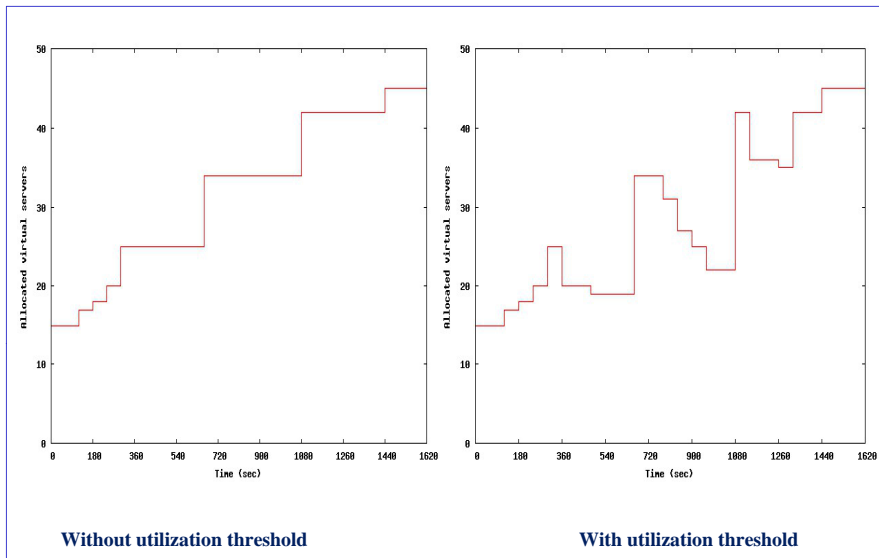 50
40
30
20
10
0
Allocated virtual servers
0 180 360 540 720 900 1080 1260 1440 1620
Time (sec)
Without utilization threshold
50
40
30
20
10
0
Allocated virtual servers
0 180 360 540 720 900 1080 1260 1440 1620
Time (sec)
With utilization threshold